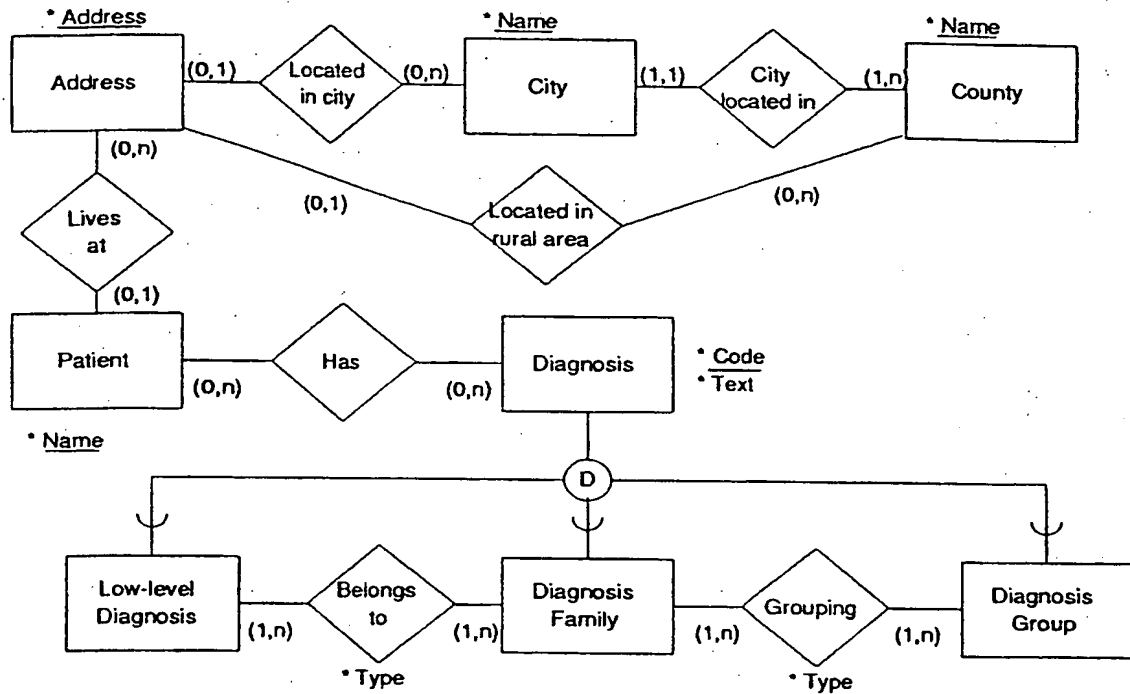 * Address
* Name
* Name
Address
(0,1)
Located
in city
(0,n)
City
(1,1)
City
located in
(1,n)
County
(0,n)
(0,1)
Located in
rural area
(0,n)
Lives
at
(0,1)
Patient
(0,n)
Has
(0,n)
Diagnosis
* Code
* Text
* Name
D
Low-level
Diagnosis
(1,n)
Belongs
to
(1,n)
Diagnosis
Family
(1,n)
Grouping
(1,n)
Diagnosis
Group
* Type
* Type